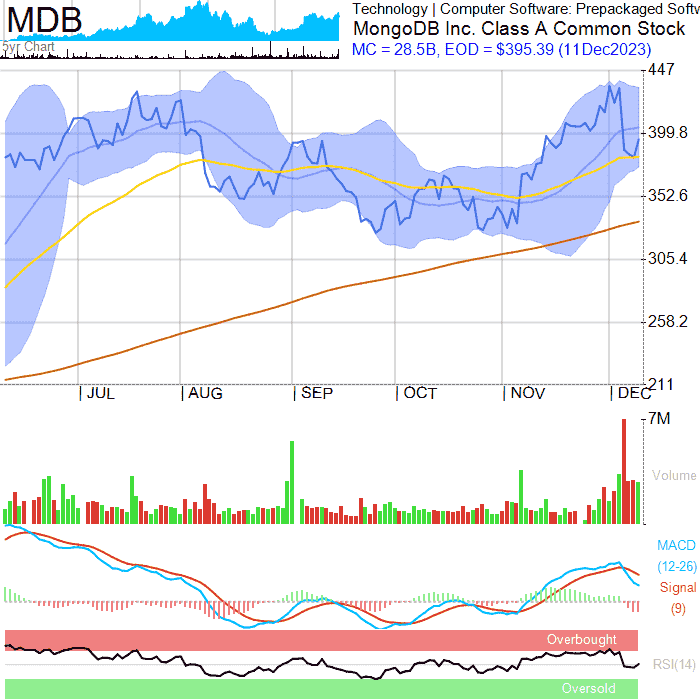 MDB
5yr Chart
Technology | Computer Software: Prepackaged Softw
MongoDB Inc. Class A Common Stock
MC = 28.5B, EOD = $395.39 (11Dec2023)
447
399.8
352.6
305.4
258.2
211
JUL AUG SEP OCT NOV DEC
7M
Volume
MACD
(12-26)
Signal
(9)
Overbought
RSI(14)
Oversold